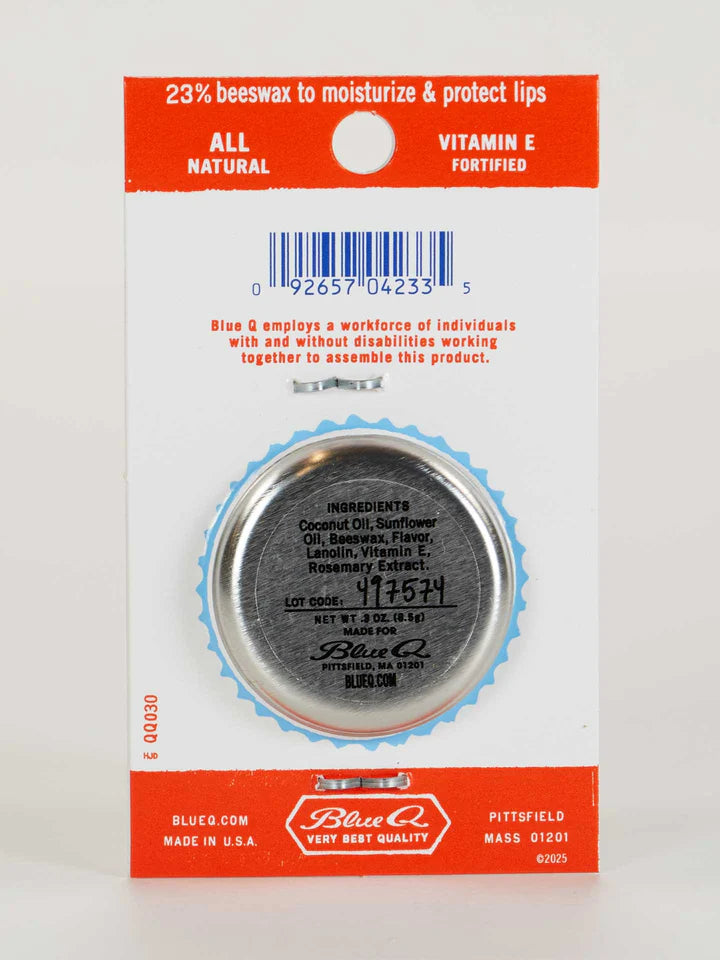 23% beeswax to moisturize & protect lips
ALL
NATURAL
VITAMIN E
FORTIFIED
0 92657 04233 5
Blue Q employs a workforce of individuals
with and without disabilities working
together to assemble this product.
INGREDIENTS
Coconut Oil, Sunflower
Oil, Beeswax, Flavor,
Lanolin, Vitamin E,
Rosemary Extract.
LOT CODE: 497574
NET WT .3 OZ. (8.5g)
MADE FOR
Blue Q
PITTSFIELD, MA 01201
BLUEQ.COM
QQ030
HJD
BLUEQ.COM
MADE IN U.S.A.
Blue Q
VERY BEST QUALITY
PITTSFIELD
MASS 01201
©2025